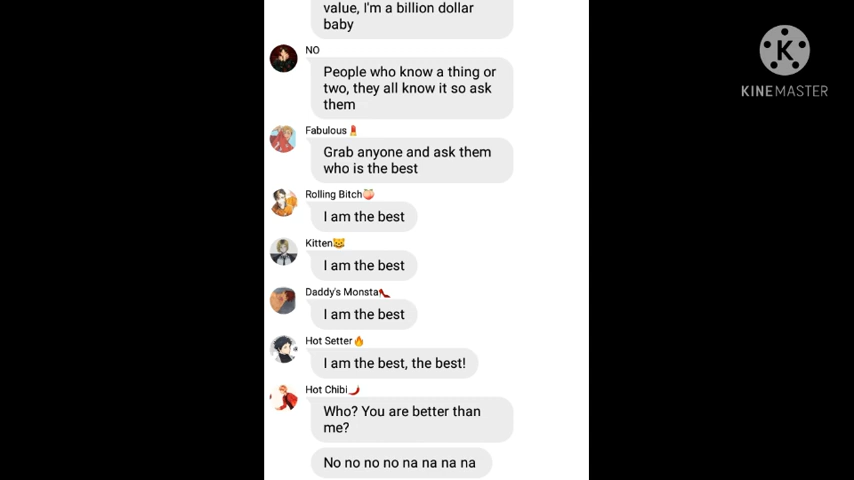 value, I'm a billion dollar
baby
NO
People who know a thing or
two, they all know it so ask
them
Fabulous💄
Grab anyone and ask them
who is the best
Rolling Bitch🍑
I am the best
Kitten😺
I am the best
Daddy's Monsta👠
I am the best
Hot Setter🔥
I am the best, the best!
Hot Chibi🌶️
Who? You are better than
me?
No no no no na na na na
K
KINEMASTER